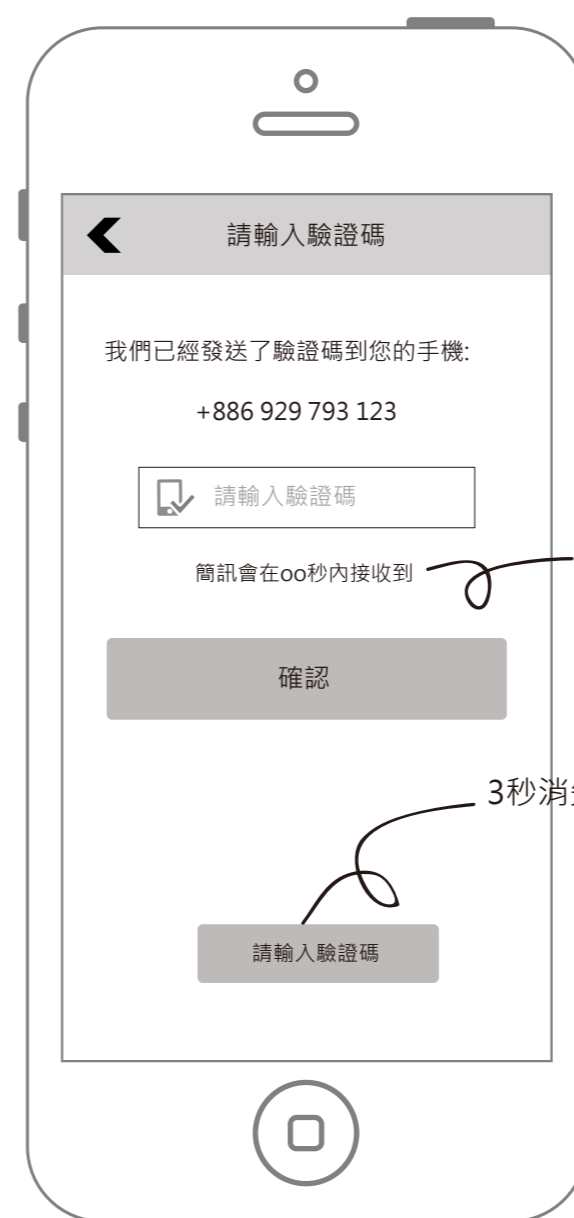 請輸入驗證碼
我們已經發送了驗證碼到您的手機:
+886 929 793 123
請輸入驗證碼
簡訊會在oo秒內接收到
確認
3秒消
請輸入驗證碼